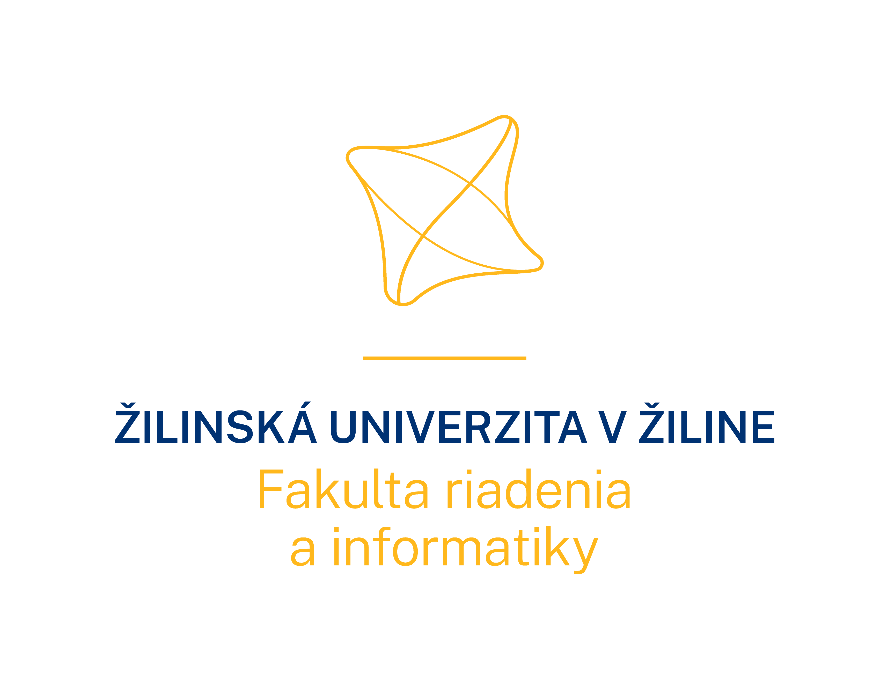 ŽILINSKÁ UNIVERZITA V ŽILINE
Fakulta riadenia
a informatiky